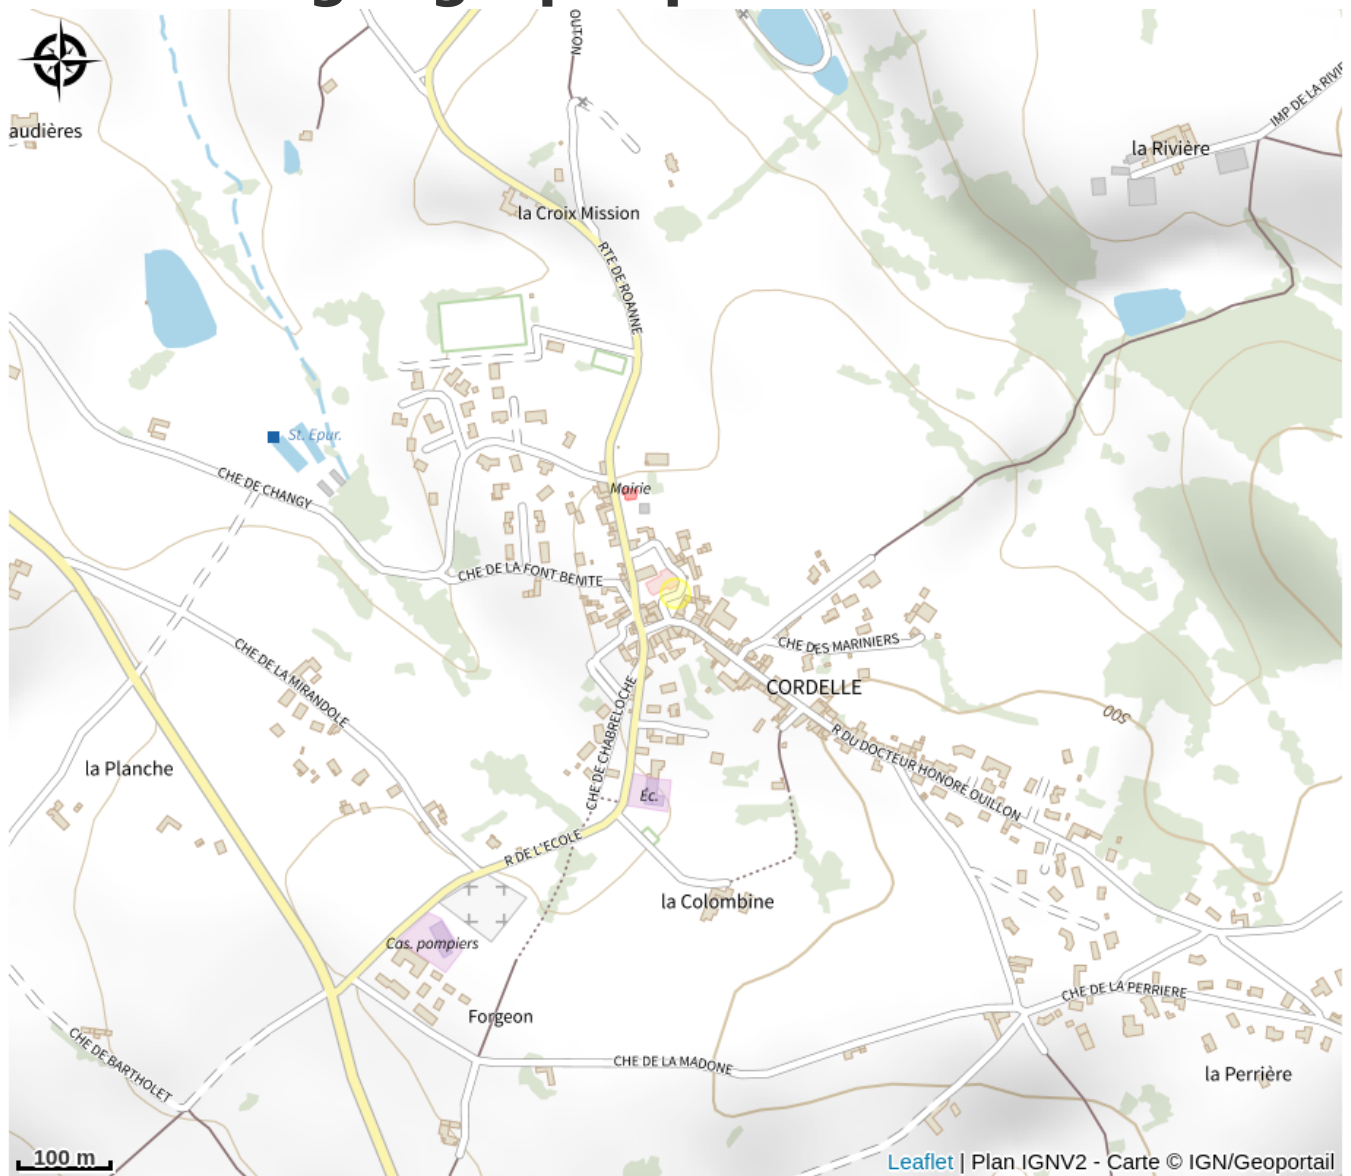 audières
la Rivière
IMP DE LA RIVIE
la Croix Mission
RTE DE ROANNE
St. Epur.
CHE DE CHANGY
Mairie
CHE DE LA FONT BENITE
CHE DES MARINIERS
CHE DE LA MIRANDOLE
CORDELLE
500
CHE DE CHABRELOCHE
R DU DOCTEUR HONORE OUILLON
la Planche
Éc.
R DE L'ECOLE
la Colombine
Cas. pompiers
CHE DE LA PERRIERE
Forgeon
CHE DE BARTHOLET
CHE DE LA MADONE
la Perrière
100 m
Leaflet | Plan IGNV2 - Carte © IGN/Geoportail